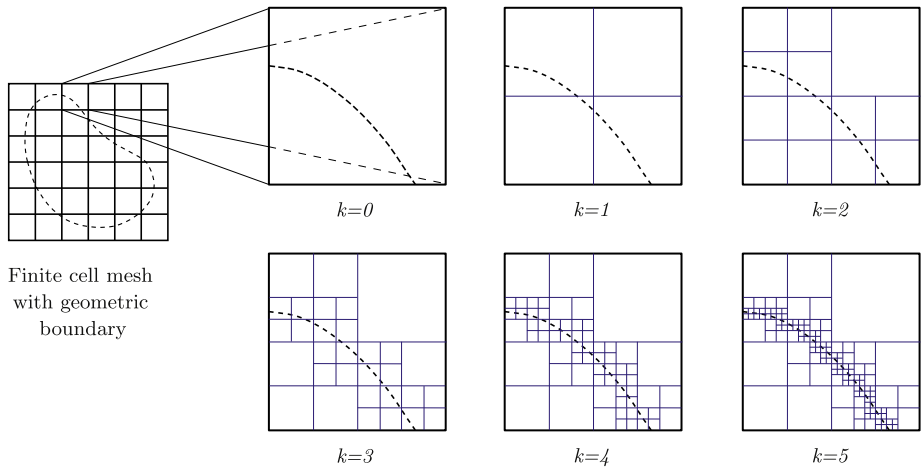 k=0
k=1
k=2
Finite cell mesh
with geometric
boundary
k=3
k=4
k=5